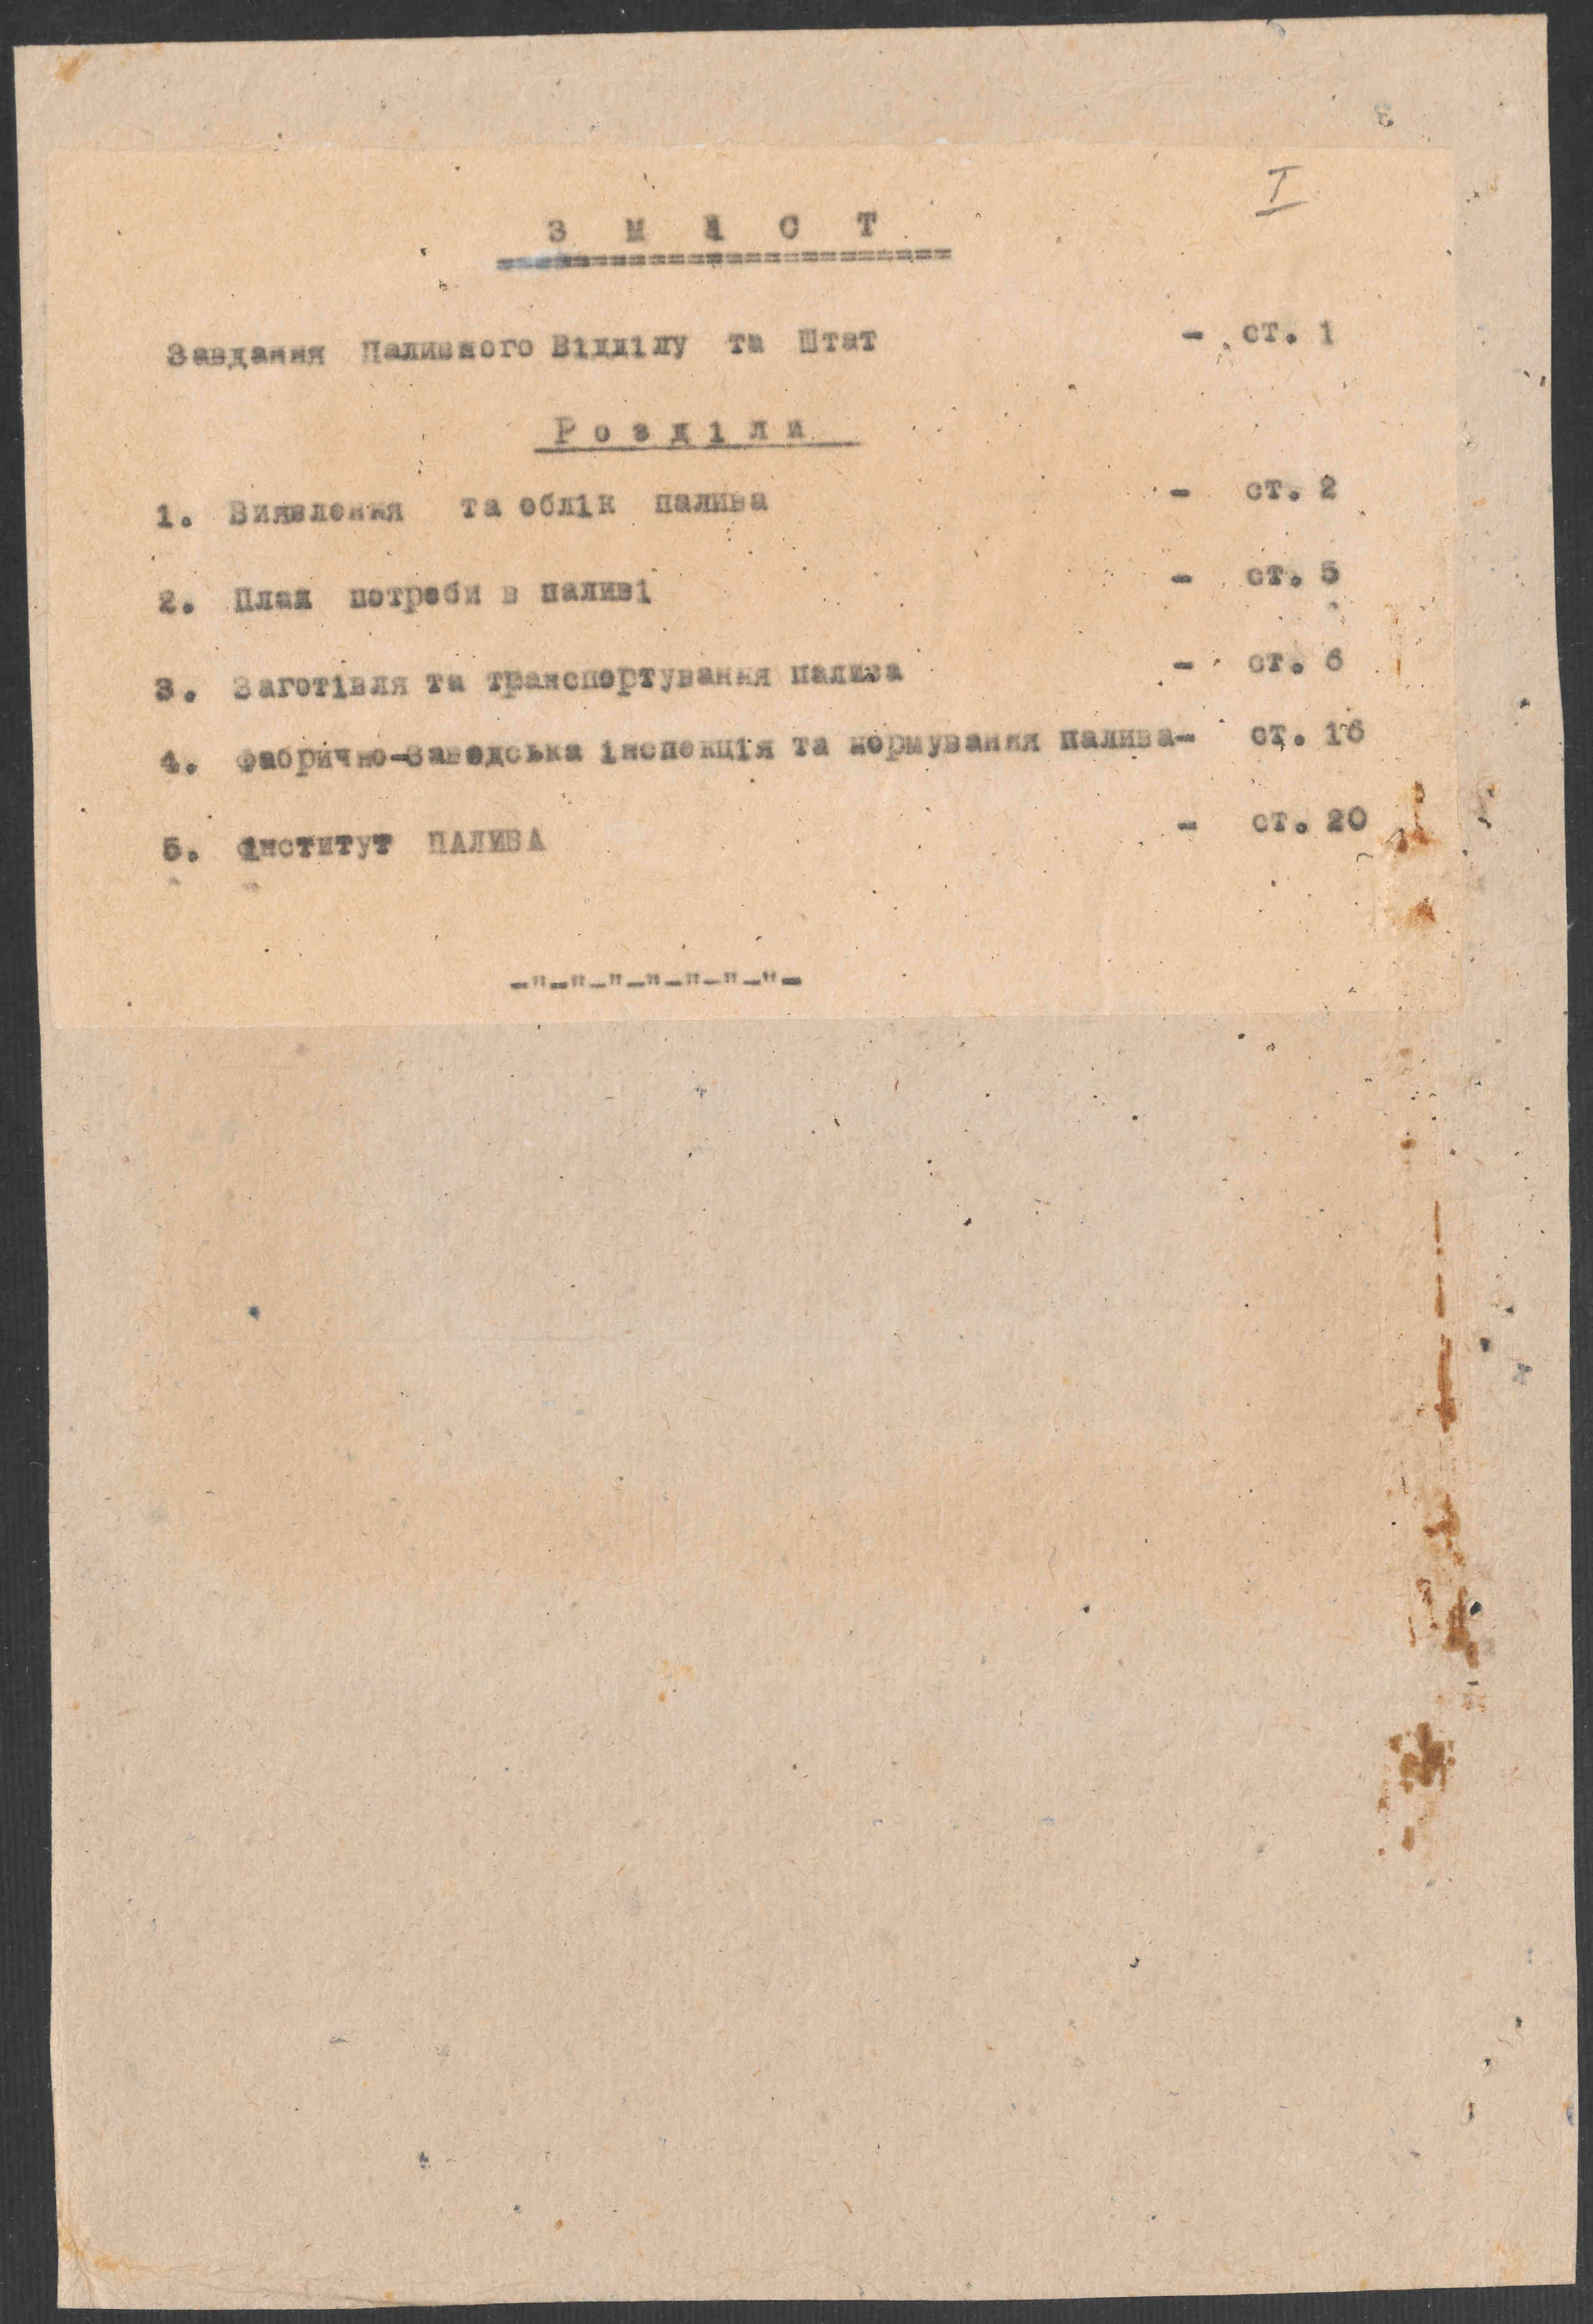 I
З М І С Т
========================
Завдання Паливного Відділу та Штат - ст. 1
Розділи
1. Виявлення та облік палива - ст. 2
2. План потреби в паливі - ст. 5
3. Заготівля та транспортування палива - ст. 6
4. Фабрично-Заводська інспекція та нормування палива- ст. 16
5. Інститут ПАЛИВА - ст. 20
-"-"-"-"-"-"-"-